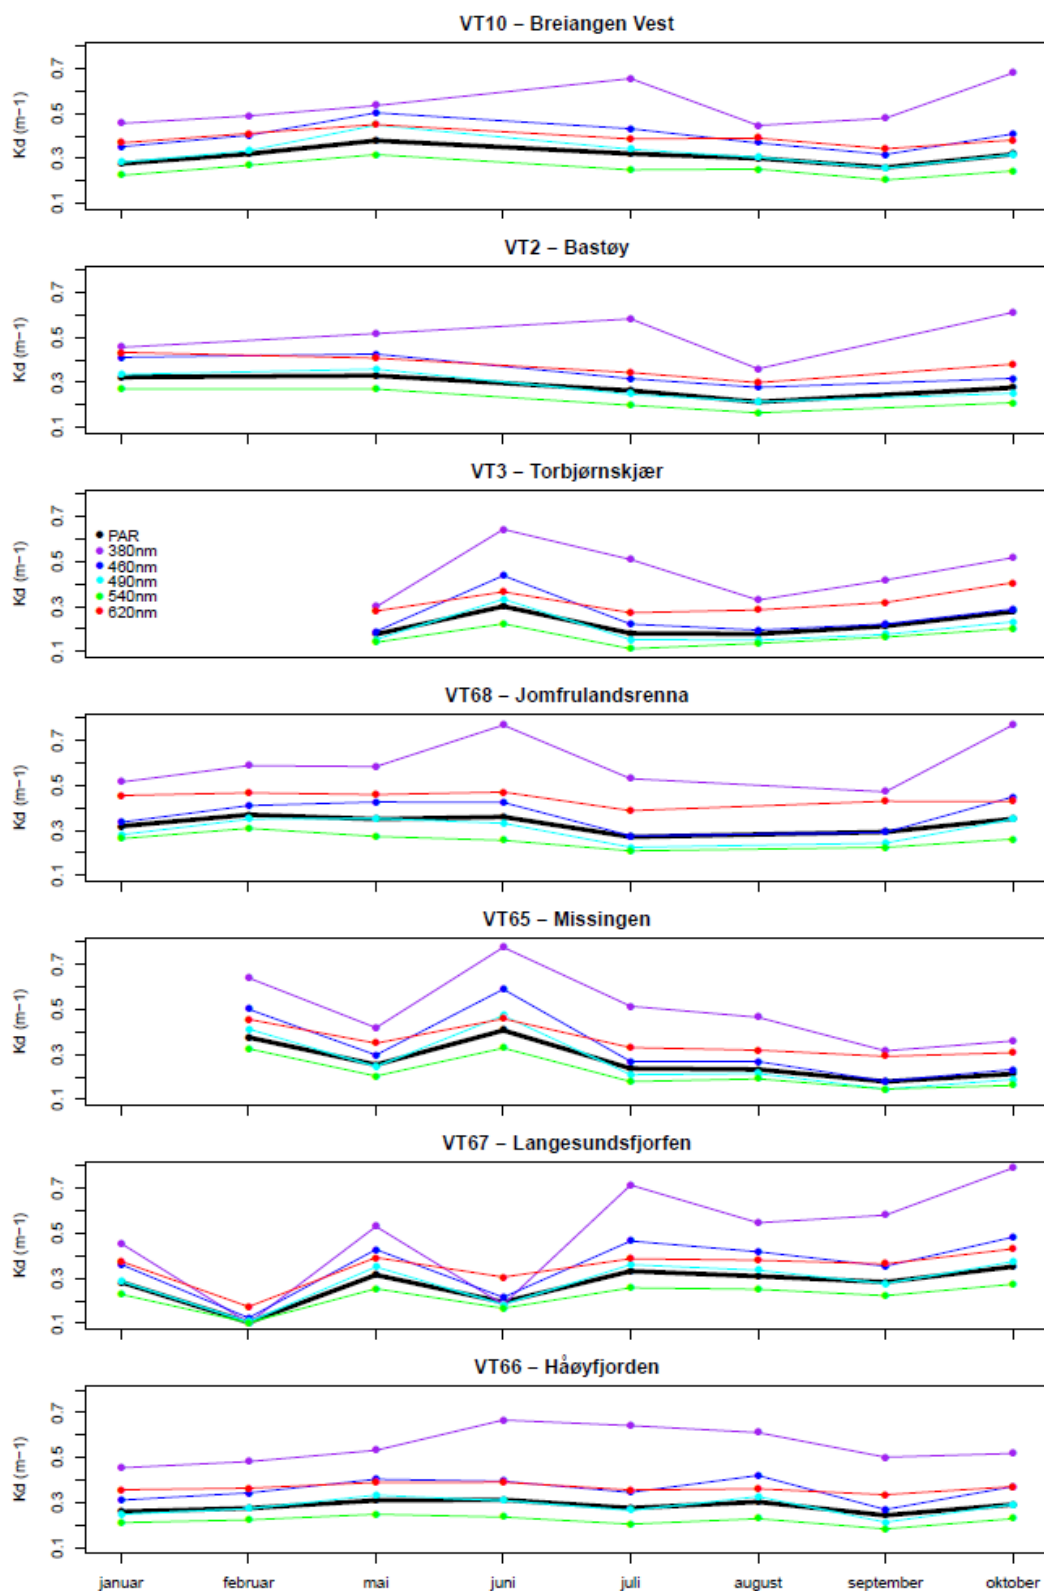 VT10 – Breiangen Vest
Kd (m−1)
0.7
0.5
0.3
0.1
VT2 – Bastøy
Kd (m−1)
0.7
0.5
0.3
0.1
VT3 – Torbjørnskjær
Kd (m−1)
0.7
0.5
0.3
0.1
PAR
380nm
460nm
490nm
540nm
620nm
VT68 – Jomfrulandsrenna
Kd (m−1)
0.7
0.5
0.3
0.1
VT65 – Missingen
Kd (m−1)
0.7
0.5
0.3
0.1
VT67 – Langesundsfjorfen
Kd (m−1)
0.7
0.5
0.3
0.1
VT66 – Håøyfjorden
Kd (m−1)
0.7
0.5
0.3
0.1
januar februar mai juni juli august september oktober